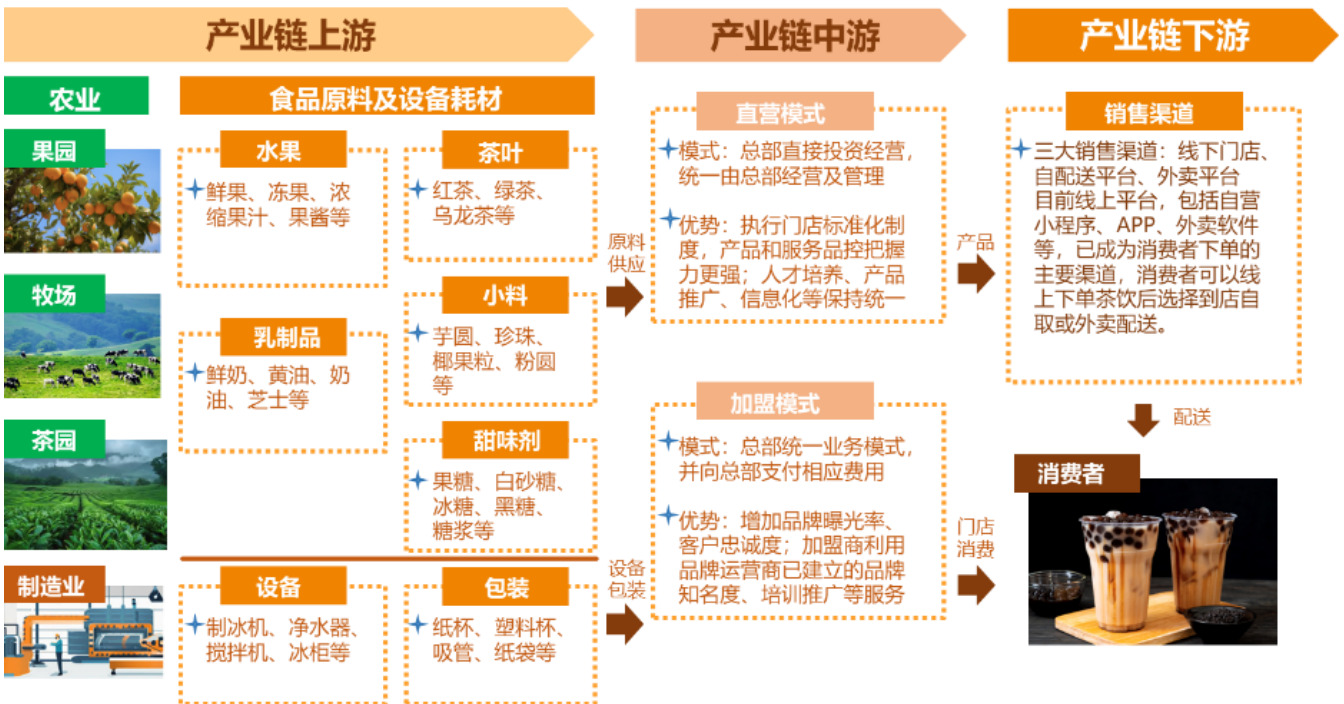 产业链上游
产业链中游
产业链下游
农业
食品原料及设备耗材
果园
牧场
茶园
制造业
水果
鲜果、冻果、浓
缩果汁、果酱等
茶叶
红茶、绿茶、
乌龙茶等
乳制品
鲜奶、黄油、奶
油、芝士等
小料
芋圆、珍珠、
椰果粒、粉圆
等
甜味剂
果糖、白砂糖、
冰糖、黑糖、
糖浆等
设备
制冰机、净水器、
搅拌机、冰柜等
包装
纸杯、塑料杯、
吸管、纸袋等
原料
供应
设备
包装
直营模式
模式：总部直接投资经营，
统一由总部经营及管理
优势：执行门店标准化制
度，产品和服务品控把握
力更强；人才培养、产品
推广、信息化等保持统一
加盟模式
模式：总部统一业务模式，
并向总部支付相应费用
优势：增加品牌曝光率、
客户忠诚度；加盟商利用
品牌运营商已建立的品牌
知名度、培训推广等服务
产品
门店
消费
销售渠道
三大销售渠道：线下门店、
自配送平台、外卖平台
目前线上平台，包括自营
小程序、APP、外卖软件
等，已成为消费者下单的
主要渠道，消费者可以线
上下单茶饮后选择到店自
取或外卖配送。
配送
消费者